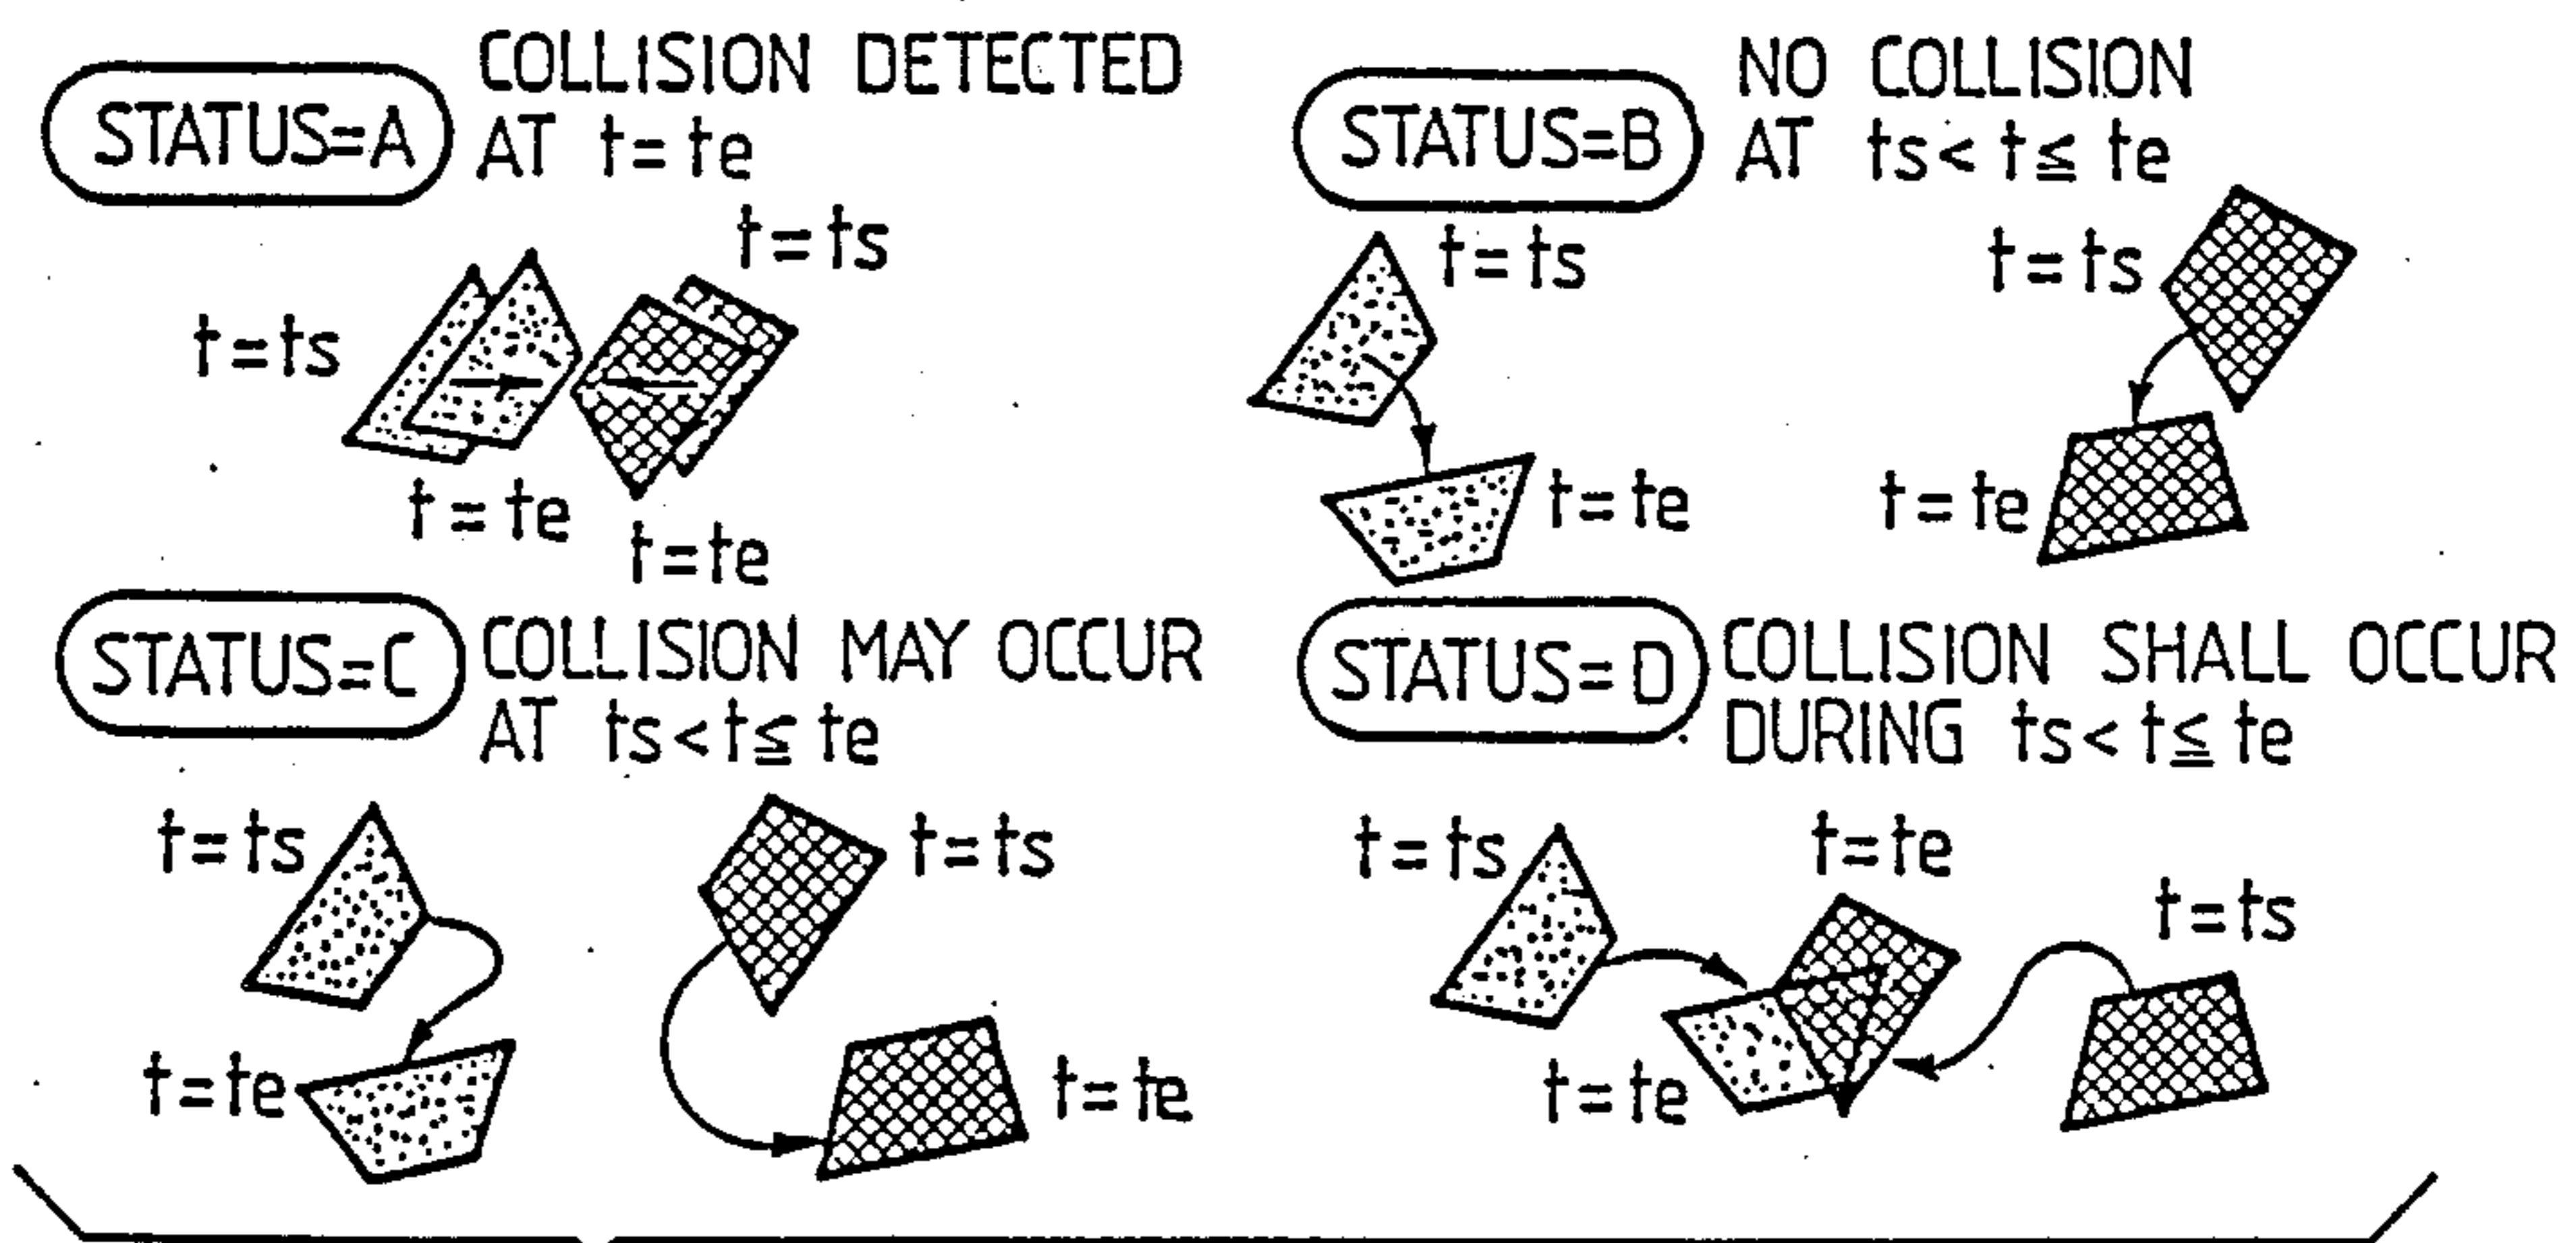 STATUS=A
COLLISION DETECTED
AT t=te
t=ts
t=ts
t=te
t=te
STATUS=B
NO COLLISION
AT ts<t≦te
t=ts
t=ts
t=te
t=te
STATUS=C
COLLISION MAY OCCUR
AT ts<t≦te
t=ts
t=ts
t=te
t=te
STATUS=D
COLLISION SHALL OCCUR
DURING ts<t≦te
t=ts
t=te
t=ts
t=te